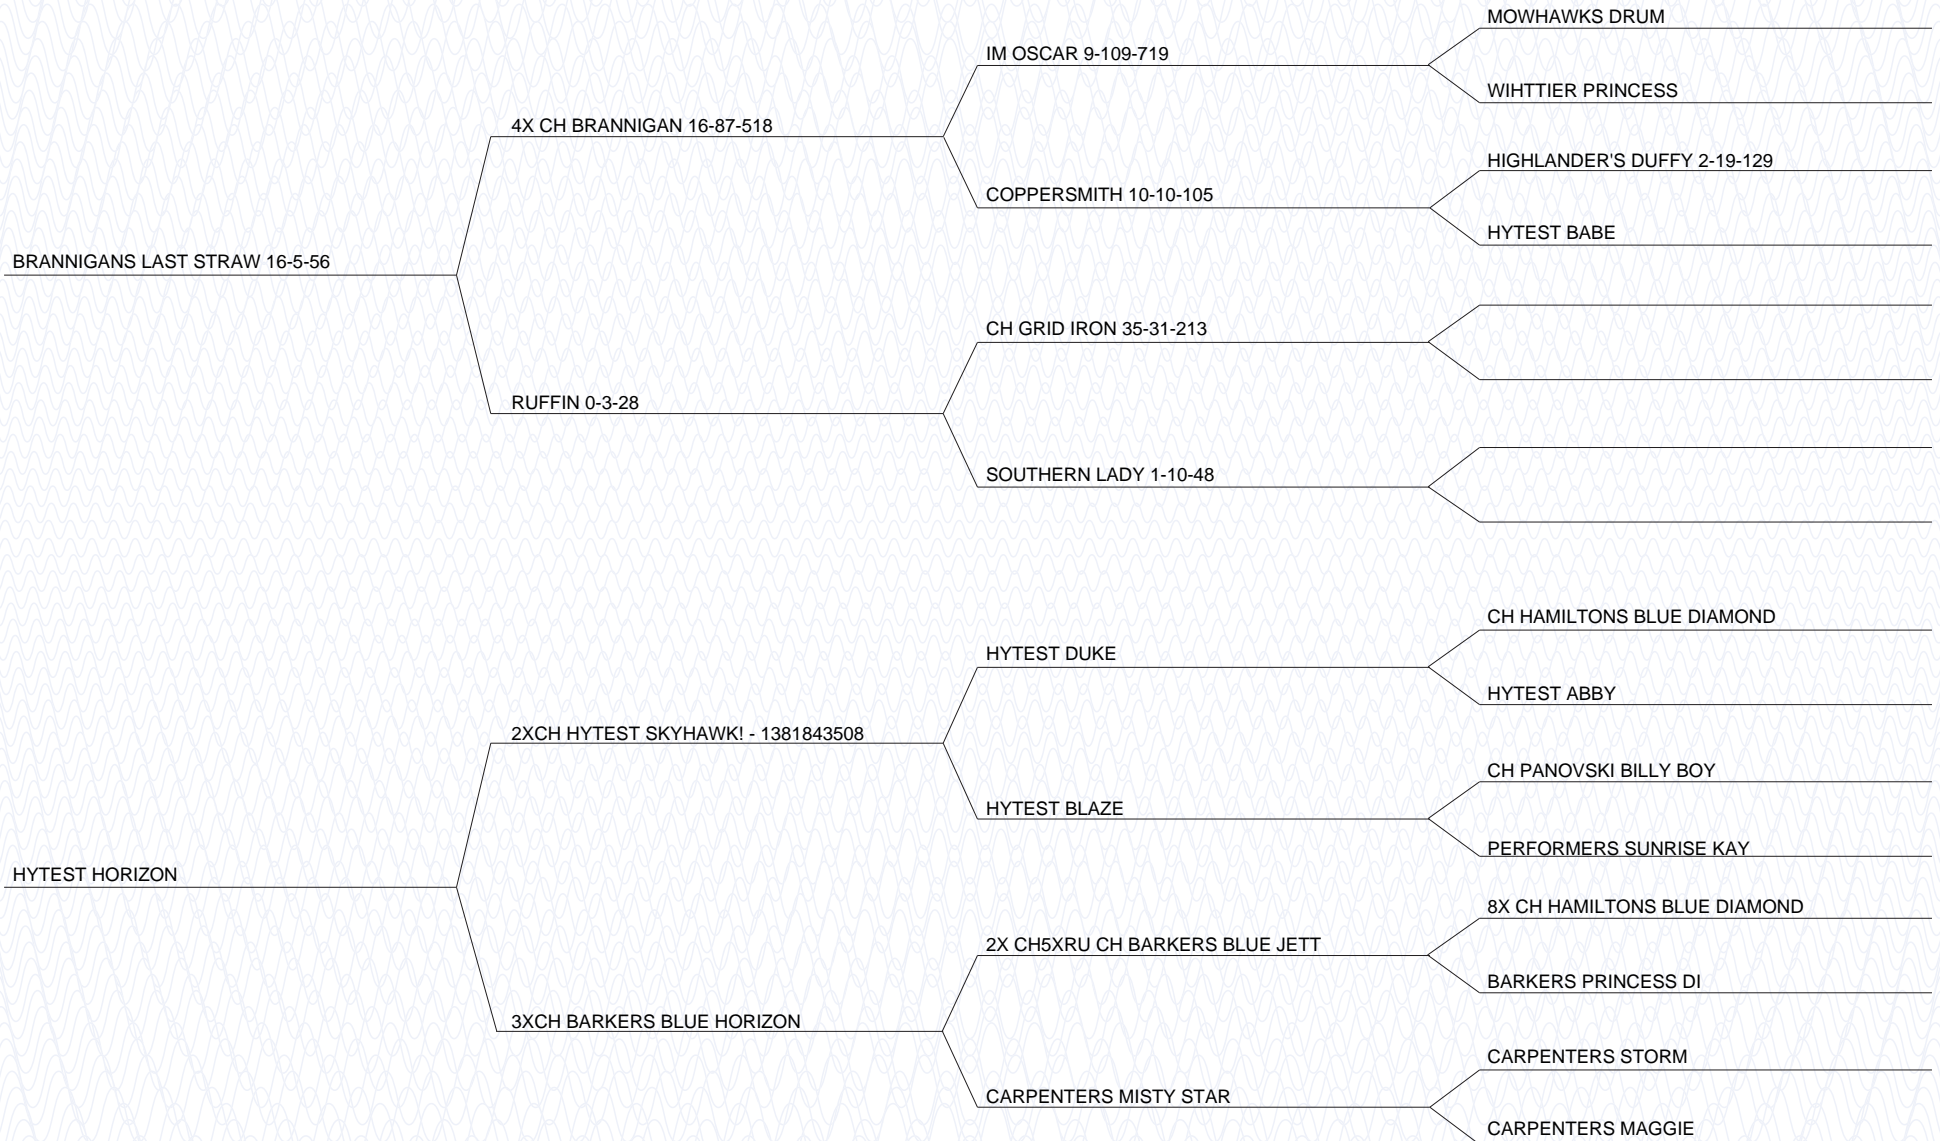 MOWHAWKS DRUM
IM OSCAR 9-109-719
WIHTTIER PRINCESS
4X CH BRANNIGAN 16-87-518
HIGHLANDER'S DUFFY 2-19-129
COPPERSMITH 10-10-105
HYTEST BABE
BRANNIGANS LAST STRAW 16-5-56
CH GRID IRON 35-31-213
RUFFIN 0-3-28
SOUTHERN LADY 1-10-48
CH HAMILTONS BLUE DIAMOND
HYTEST DUKE
HYTEST ABBY
2XCH HYTEST SKYHAWK! - 1381843508
CH PANOVSKI BILLY BOY
HYTEST BLAZE
PERFORMERS SUNRISE KAY
HYTEST HORIZON
8X CH HAMILTONS BLUE DIAMOND
2X CH5XRU CH BARKERS BLUE JETT
BARKERS PRINCESS DI
3XCH BARKERS BLUE HORIZON
CARPENTERS STORM
CARPENTERS MISTY STAR
CARPENTERS MAGGIE